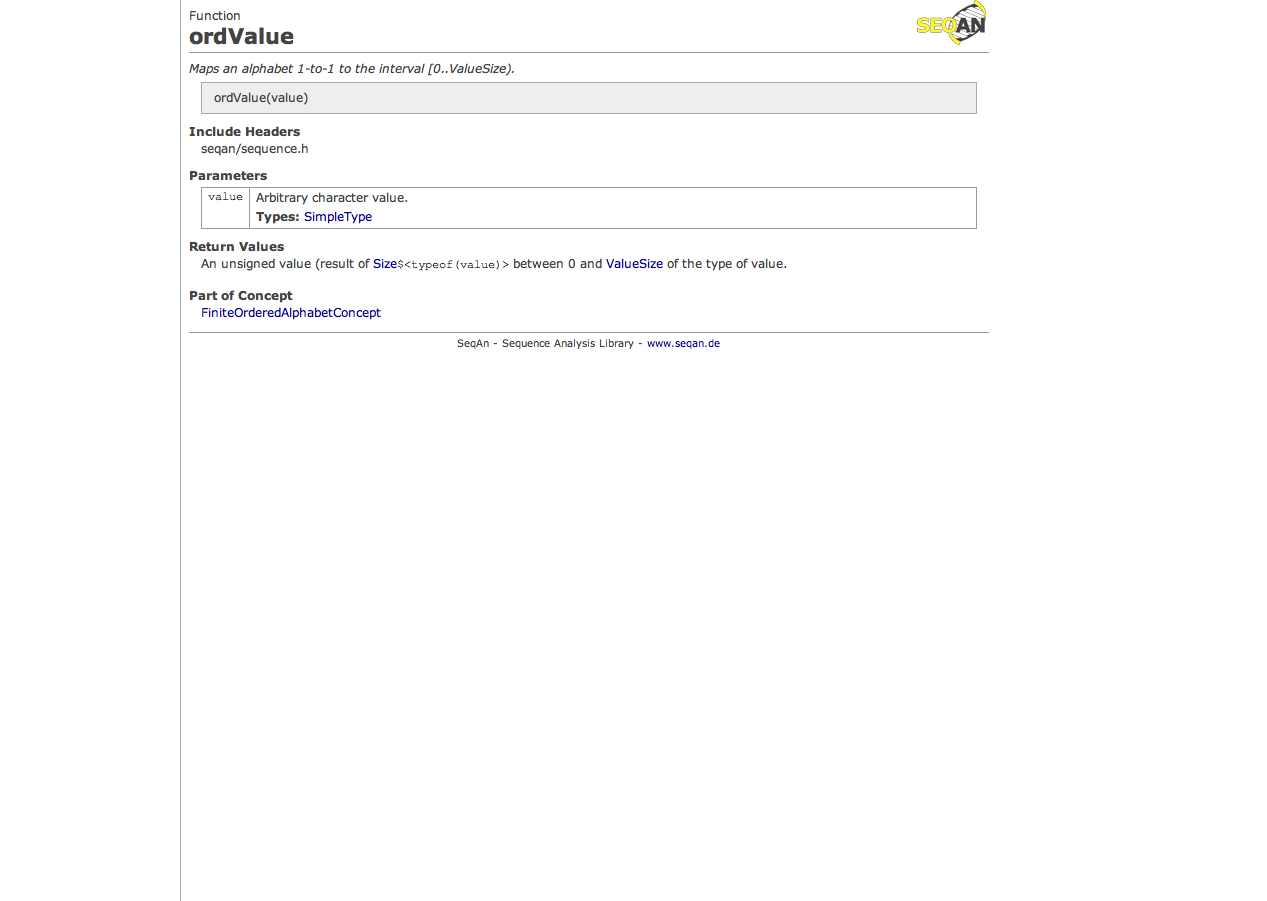 Function
SEQAN
ordValue
Maps an alphabet 1-to-1 to the interval [0..ValueSize).
ordValue(value)
Include Headers
seqan/sequence.h
Parameters
value Arbitrary character value.
Types: SimpleType
Return Values
An unsigned value (result of Size$<typeof(value)> between 0 and ValueSize of the type of value.
Part of Concept
FiniteOrderedAlphabetConcept
SeqAn - Sequence Analysis Library - www.seqan.de